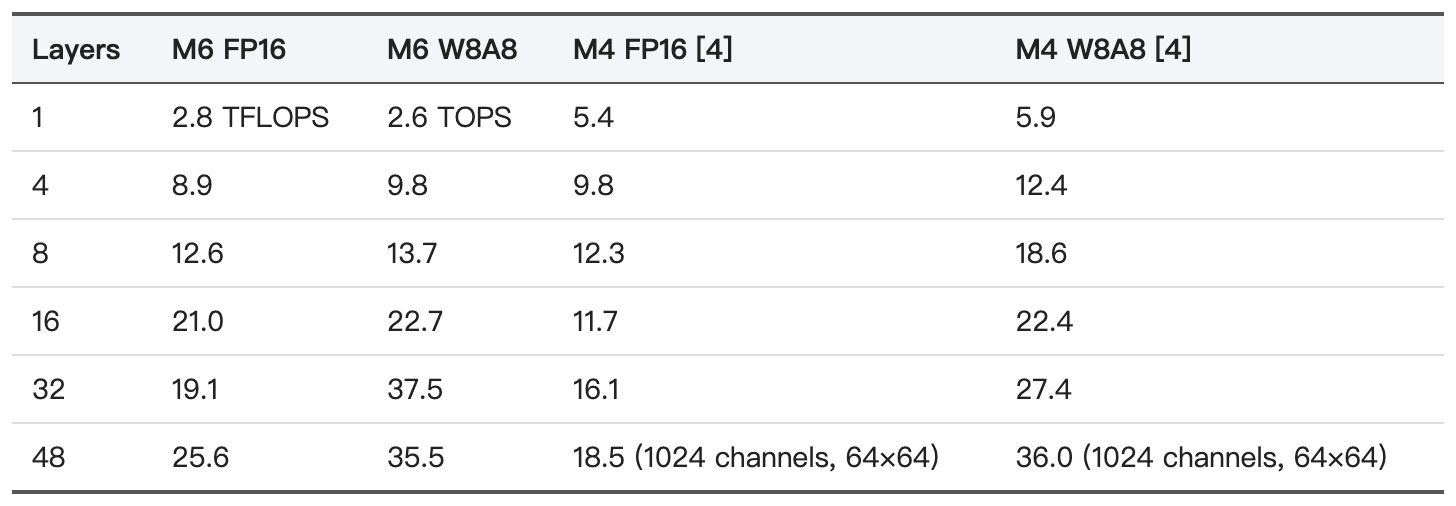 Layers M6 FP16 M6 W8A8 M4 FP16 [4] M4 W8A8 [4]
1 2.8 TFLOPS 2.6 TOPS 5.4 5.9
4 8.9 9.8 9.8 12.4
8 12.6 13.7 12.3 18.6
16 21.0 22.7 11.7 22.4
32 19.1 37.5 16.1 27.4
48 25.6 35.5 18.5 (1024 channels, 64×64) 36.0 (1024 channels, 64×64)